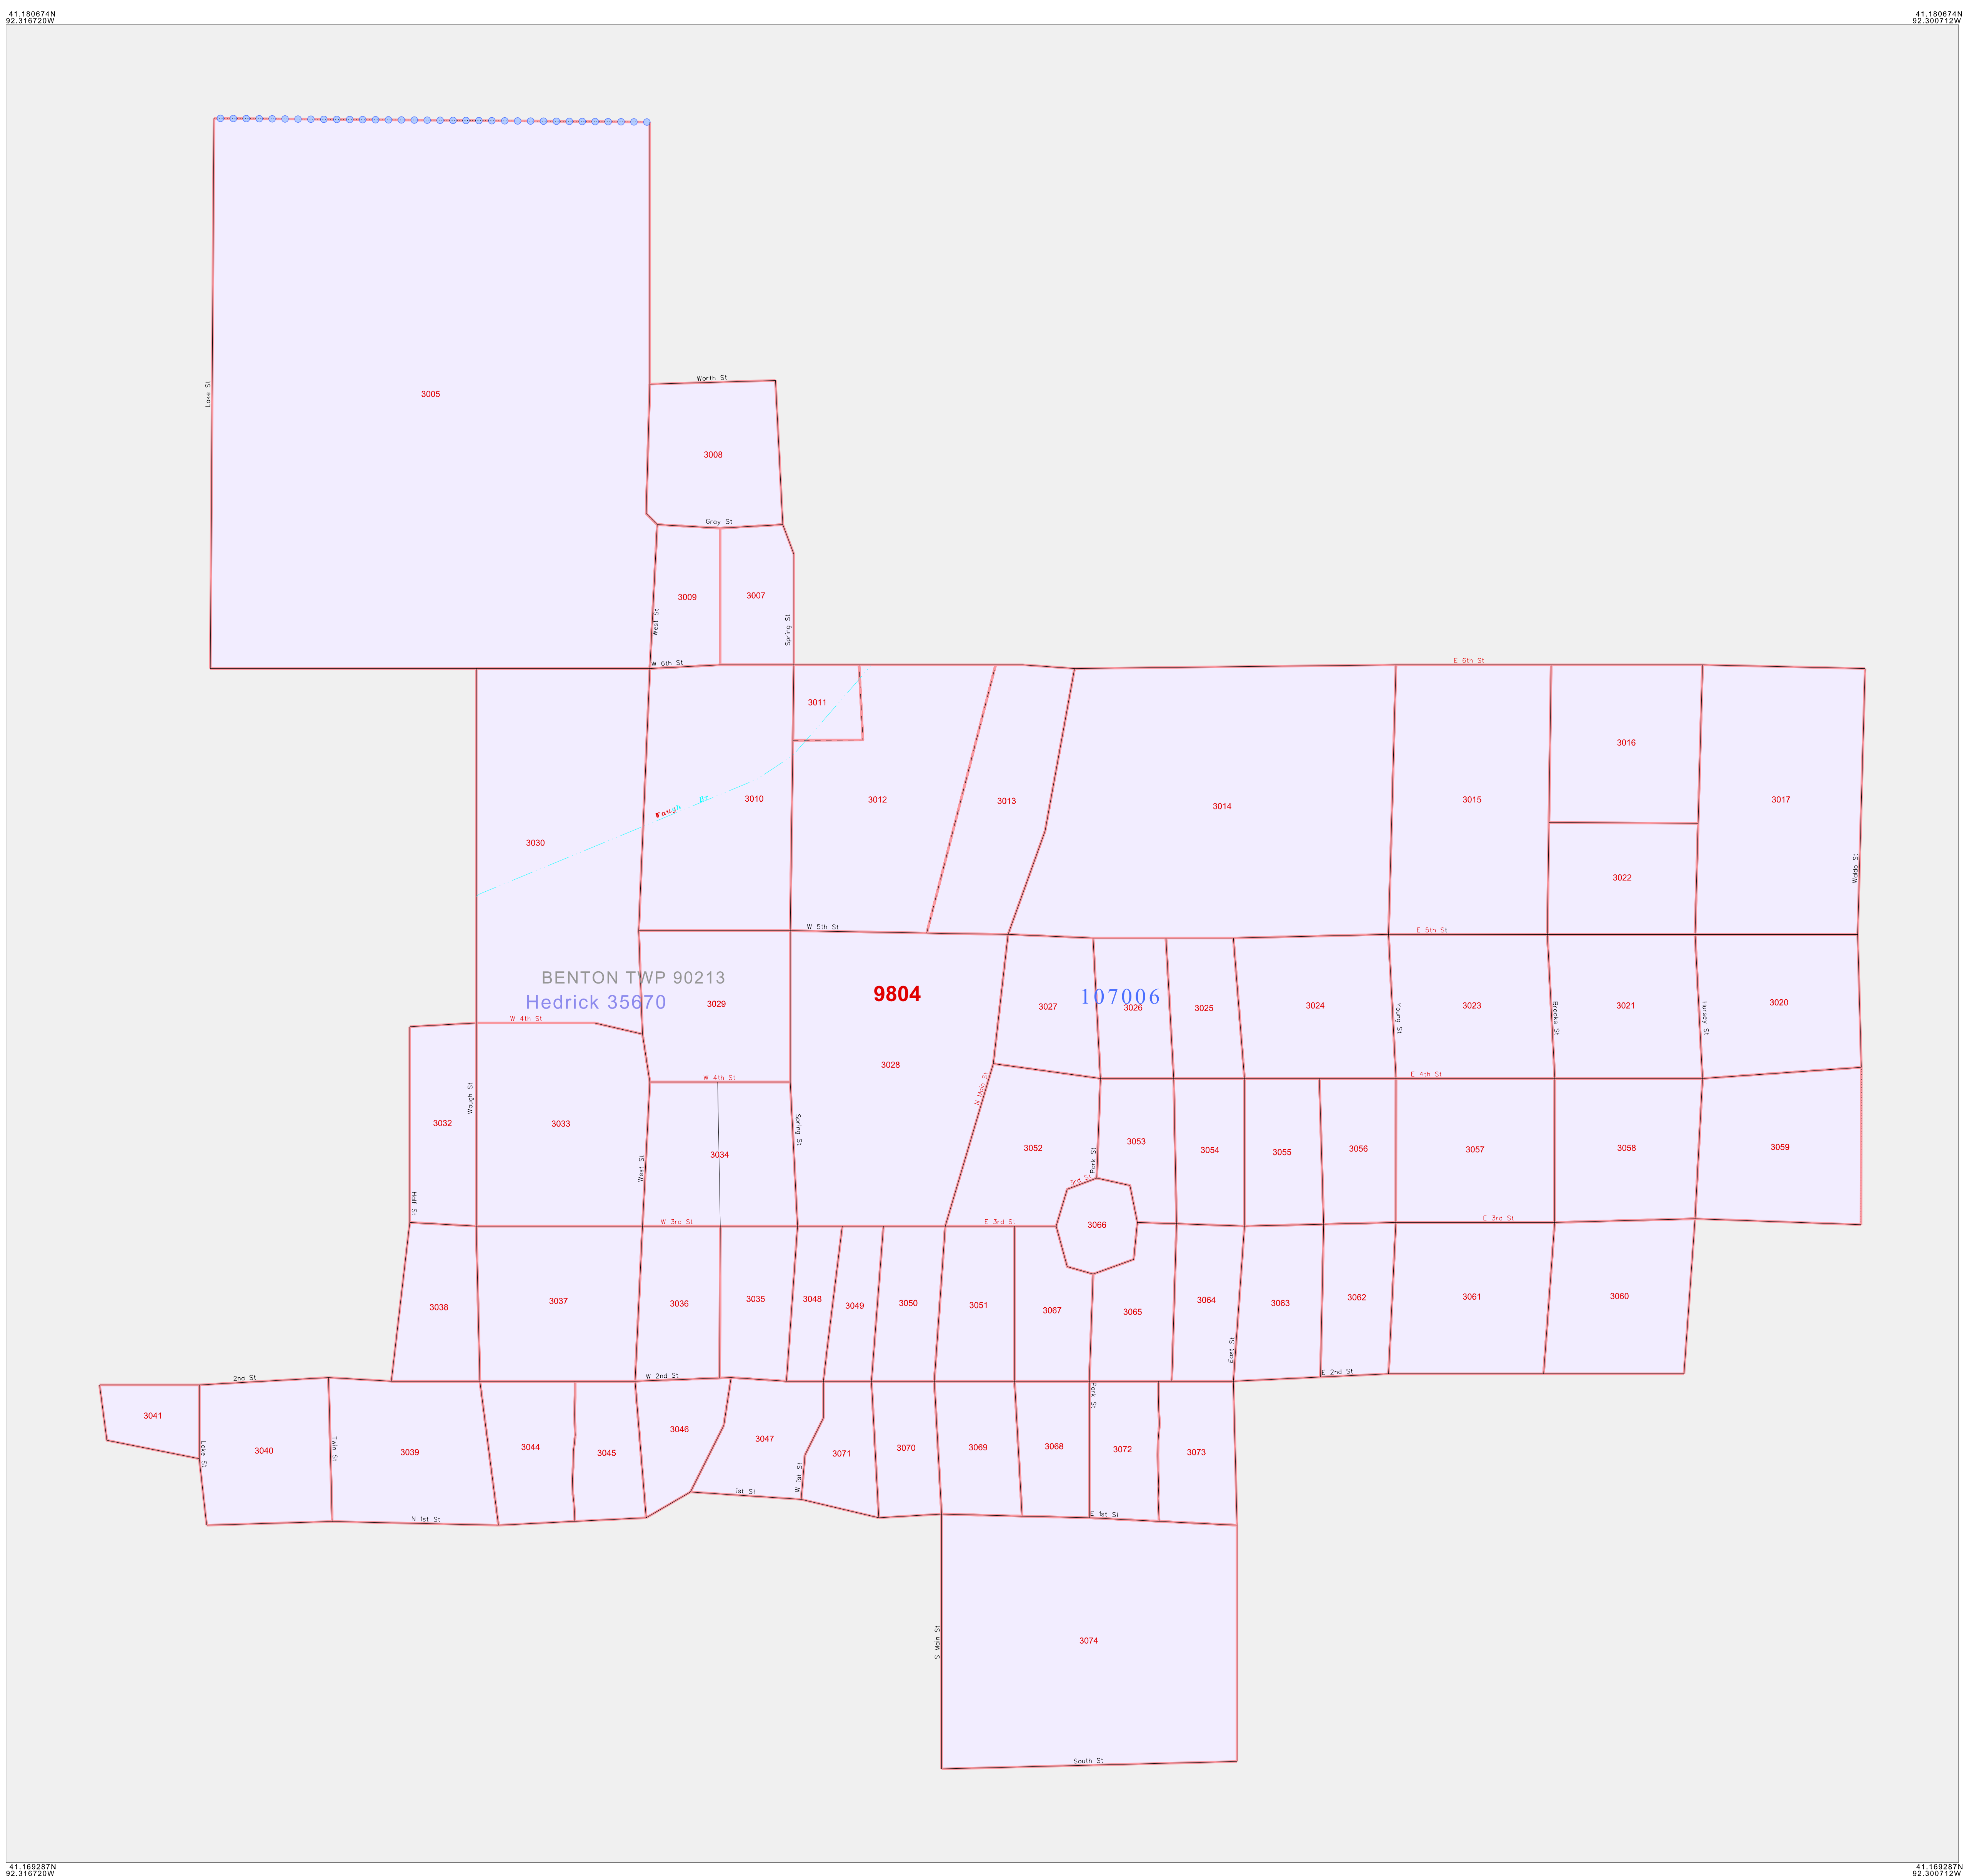 41.180674N
92.316720W
41.180674N
92.300712W
Worth St
Lake St
3005
3008
Gray St
3009
3007
West St
Spring St
W 6th St
E 6th St
3011
3016
3010
3012
3013
3014
3015
3017
Waugh Br
3030
3022
Waldo St
W 5th St
E 5th St
BENTON TWP 90213
Hedrick 35670
9804
107006
3029
3027
3026
3025
3024
Young St
3023
Brooks St
3021
Hursey St
3020
W 4th St
3028
W 4th St
N Main St
E 4th St
Waugh St
3032
3033
Spring St
3053
3034
West St
3052
Park St
3054
3055
3056
3057
3058
3059
3rd St
Half St
W 3rd St
E 3rd St
3066
E 3rd St
3038
3037
3036
3035
3048
3049
3050
3051
3067
3065
3064
3063
3062
3061
3060
East St
2nd St
W 2nd St
E 2nd St
Park St
3041
Lake St
3040
Twin St
3039
3044
3045
3046
3047
W 1st St
3071
3070
3069
3068
3072
3073
1st St
N 1st St
E 1st St
S Main St
3074
South St
41.169287N
92.316720W
41.169287N
92.300712W